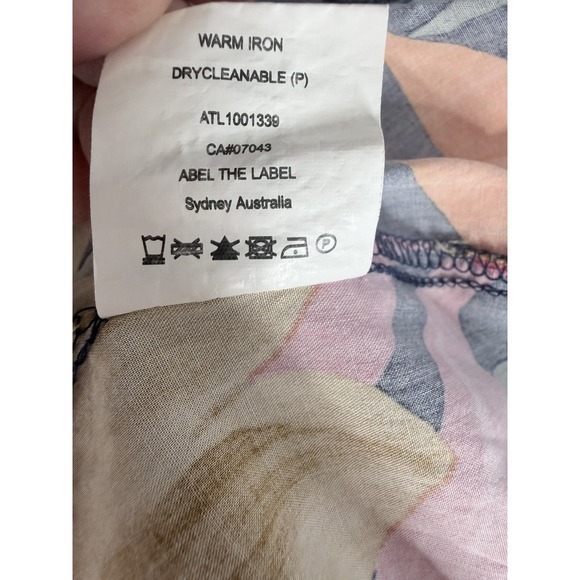 WARM IRON
DRYCLEANABLE (P)
ATL1001339
CA#07043
ABEL THE LABEL
Sydney Australia
P